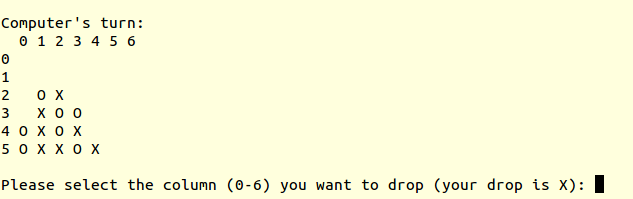 Computer's turn:
  0 1 2 3 4 5 6
0
1
2   O X
3   X O O
4 O X O X
5 O X X O X

Please select the column (0-6) you want to drop (your drop is X):